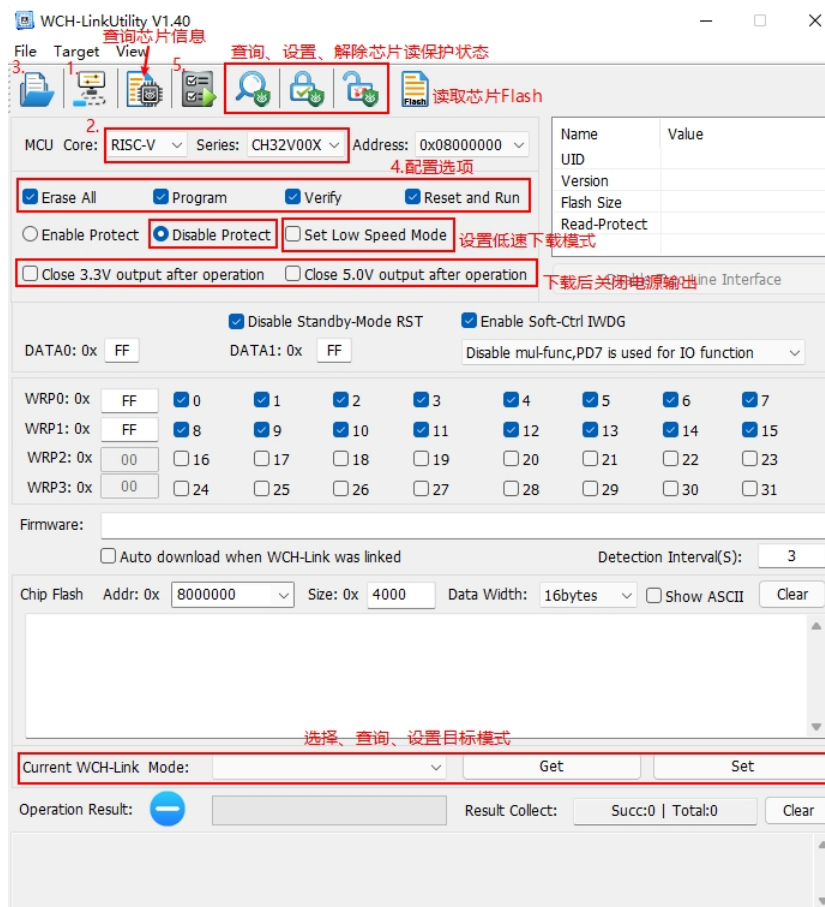 WCH-LinkUtility V1.40
查询芯片信息
File Target View
查询、设置、解除芯片读保护状态
3. 1. 5.
Flash
读取芯片Flash
2.
MCU Core: RISC-V Series: CH32V00X Address: 0x08000000
Name Value
UID
Version
Flash Size
Read-Protect
4.配置选项
Erase All Program Verify Reset and Run
Enable Protect Disable Protect Set Low Speed Mode
设置低速下载模式
Close 3.3V output after operation Close 5.0V output after operation
下载后关闭电源输出
Line Interface
Disable Standby-Mode RST Enable Soft-Ctrl IWDG
DATA0: 0x FF DATA1: 0x FF Disable mul-func,PD7 is used for IO function
WRP0: 0x FF 0 1 2 3 4 5 6 7
WRP1: 0x FF 8 9 10 11 12 13 14 15
WRP2: 0x 00 16 17 18 19 20 21 22 23
WRP3: 0x 00 24 25 26 27 28 29 30 31
Firmware:
Auto download when WCH-Link was linked Detection Interval(S): 3
Chip Flash Addr: 0x 8000000 Size: 0x 4000 Data Width: 16bytes Show ASCII Clear
选择、查询、设置目标模式
Current WCH-Link Mode: Get Set
Operation Result: Result Collect: Succ:0 | Total:0 Clear